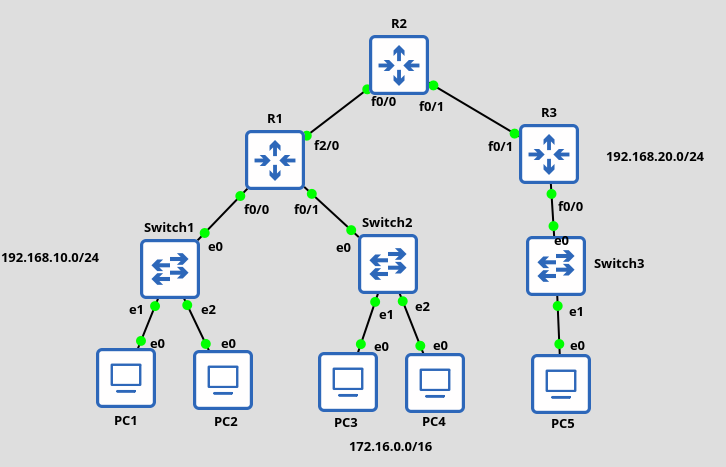 R2
f0/0
f0/1
R1
f2/0
R3
f0/1
192.168.20.0/24
f0/0
f0/1
f0/0
Switch1
Switch2
e0
e0
e0
192.168.10.0/24
Switch3
e1
e2
e1
e2
e1
e0
e0
e0
e0
e0
PC1
PC2
PC3
PC4
PC5
172.16.0.0/16